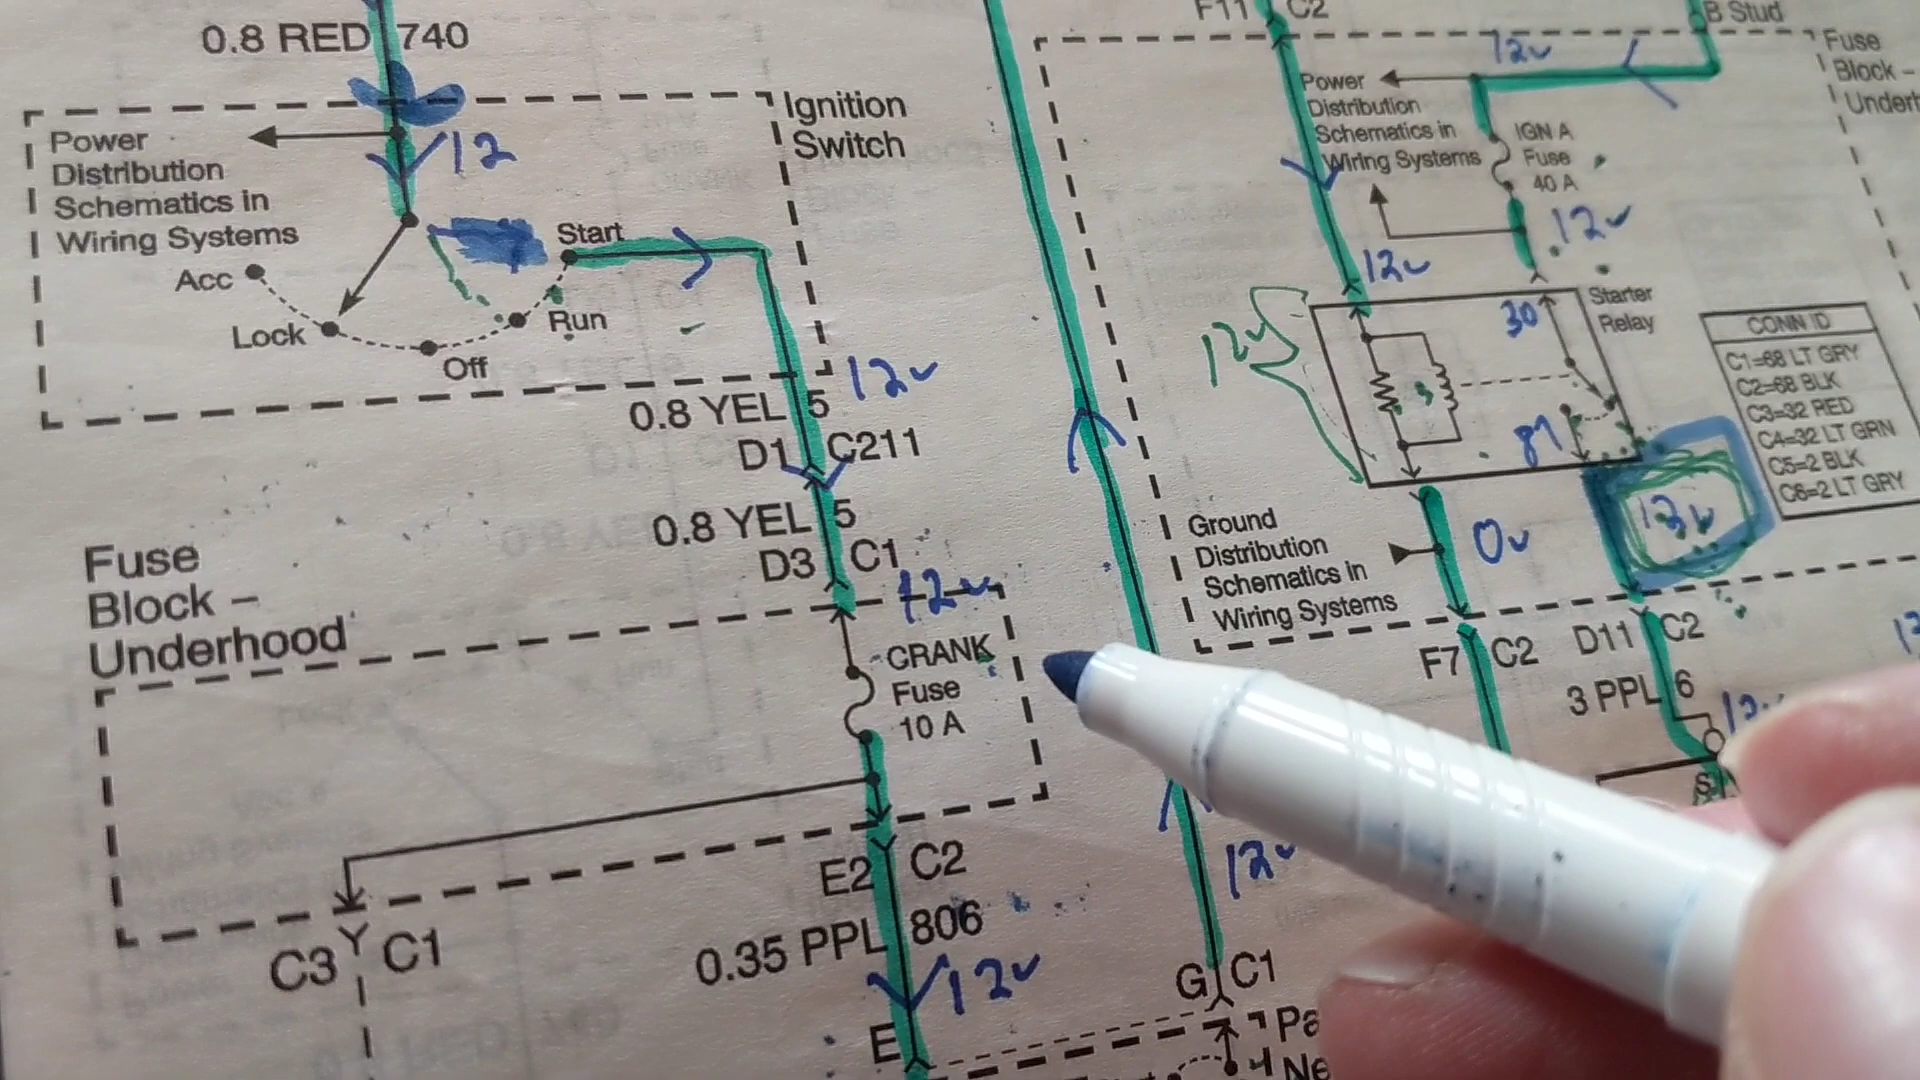 0.8 RED 740
Ignition
Switch
Power
Distribution
Schematics in
Wiring Systems
12
Acc
Lock
Off
Run
Start
12v
0.8 YEL 5
D1 C211
0.8 YEL 5
D3 C1
12v
Fuse
Block –
Underhood
CRANK
Fuse
10 A
C3 C1
E2 C2
0.35 PPL 806
12v
E
F11 C2
B Stud
12v
Fuse
Block –
Power
Distribution
Schematics in
Wiring Systems
IGN A
Fuse
40 A
12v
12v
12v
30
87
Starter
Relay
CONN ID
C1=68 LT GRY
C2=68 BLK
C3=32 RED
C4=32 LT GRN
C5=2 BLK
C6=2 LT GRY
Ground
Distribution
Schematics in
Wiring Systems
0v
F7 C2
D11 C2
3 PPL 6
S
12v
G C1